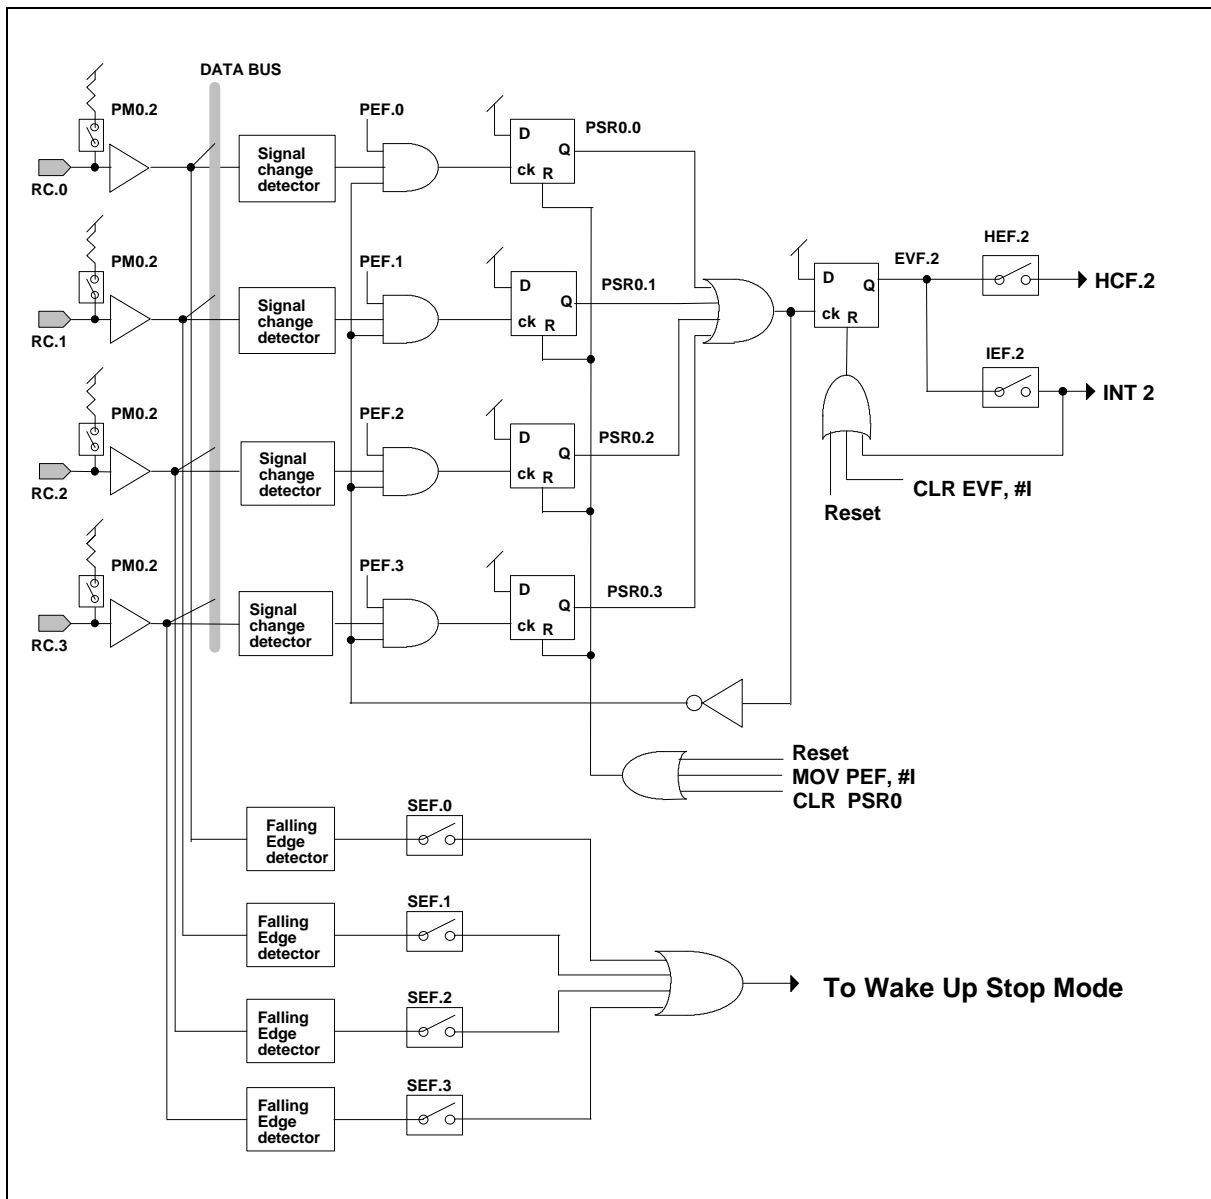 DATA BUS
PM0.2
RC.0
Signal
change
detector
PEF.0
D
Q
ck
R
PSR0.0
PM0.2
RC.1
Signal
change
detector
PEF.1
D
Q
ck
R
PSR0.1
PM0.2
RC.2
Signal
change
detector
PEF.2
D
Q
ck
R
PSR0.2
PM0.2
RC.3
Signal
change
detector
PEF.3
D
Q
ck
R
PSR0.3
D
Q
ck
R
EVF.2
HEF.2
HCF.2
IEF.2
INT 2
CLR EVF, #I
Reset
Reset
MOV PEF, #I
CLR PSR0
Falling
Edge
detector
SEF.0
Falling
Edge
detector
SEF.1
Falling
Edge
detector
SEF.2
Falling
Edge
detector
SEF.3
To Wake Up Stop Mode